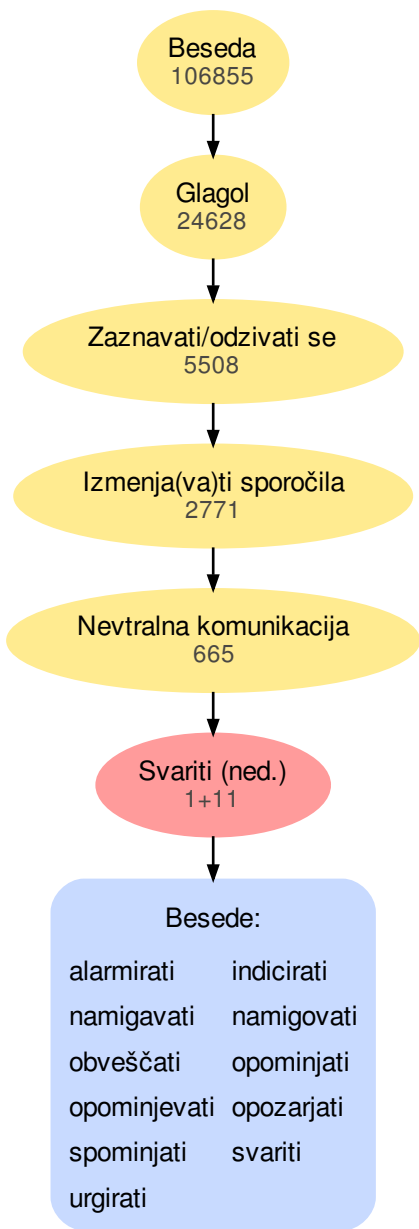 Beseda
106855
Glagol
24628
Zaznavati/odzivati se
5508
Izmenja(va)ti sporočila
2771
Nevtralna komunikacija
665
Svariti (ned.)
1+11
Besede:
alarmirati indicirati
namigavati namigovati
obveščati opominjati
opominjevati opozarjati
spominjati svariti
urgirati